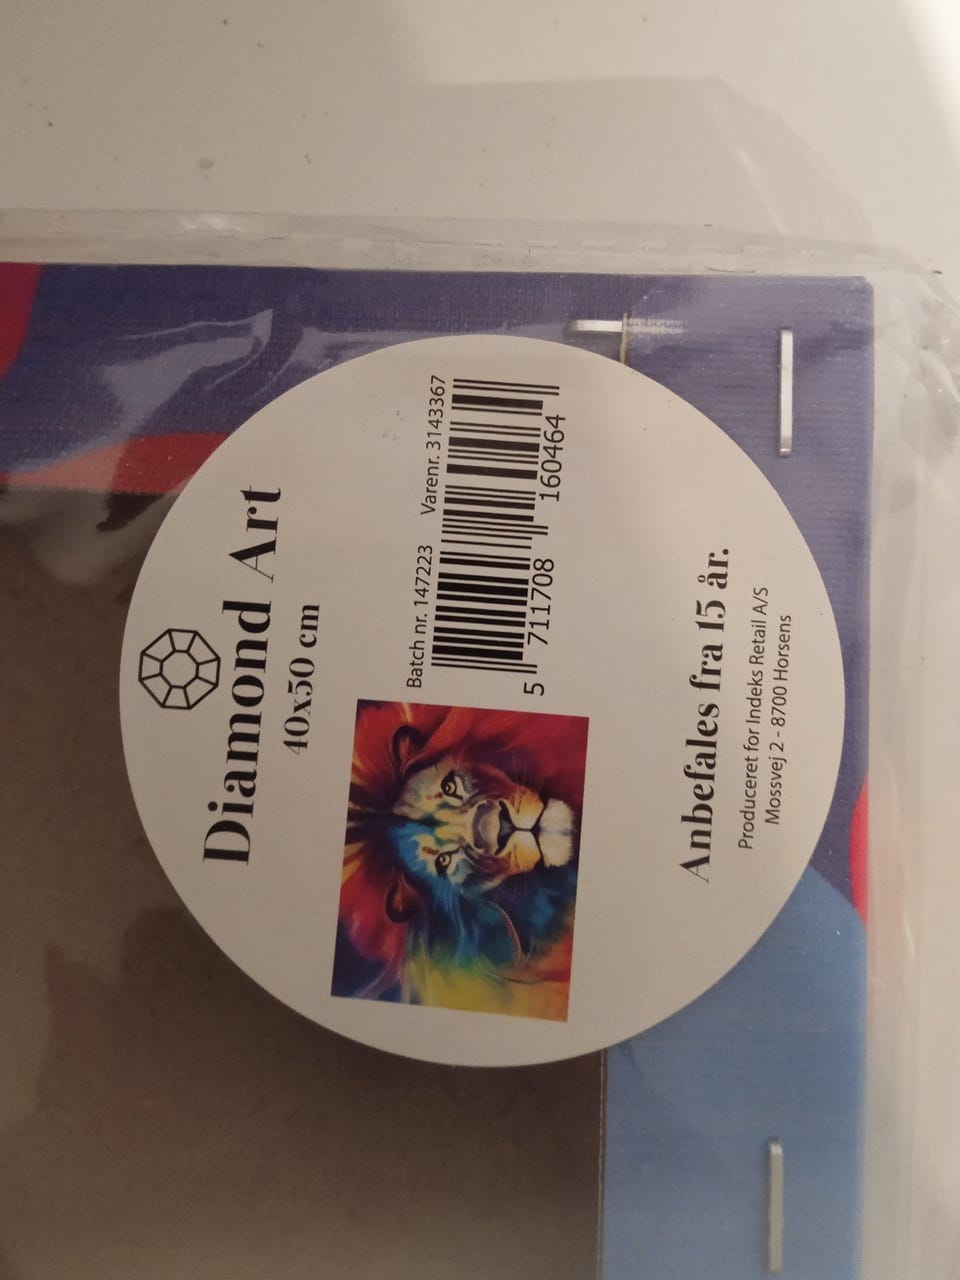 Diamond Art
40x50 cm
Batch nr. 147223 Varenr. 3143367
5 711708 160464
Anbefales fra 15 år.
Produceret for Indeks Retail A/S
Mossvej 2 - 8700 Horsens